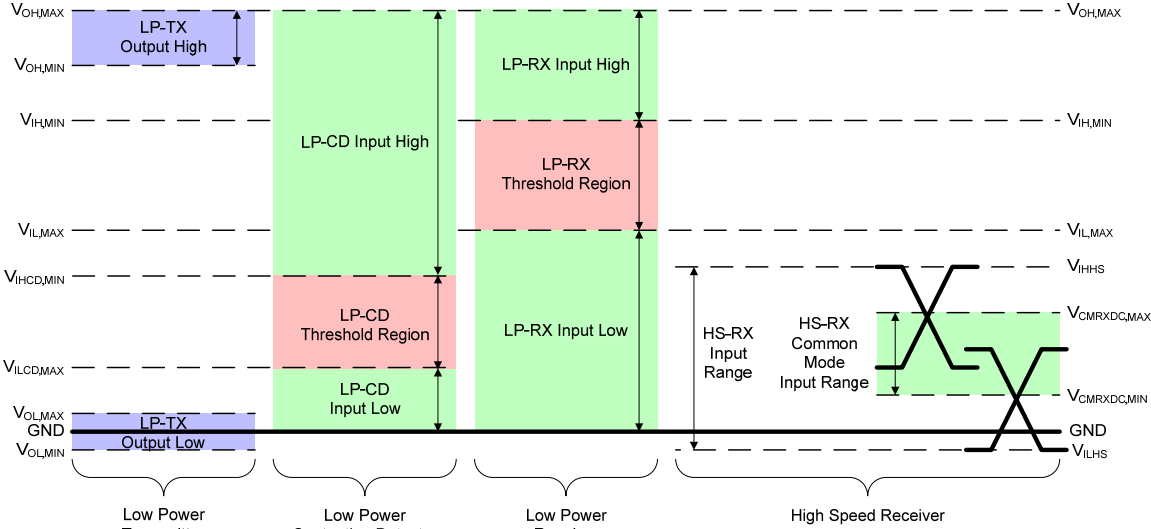 VOH,MAX
LP-TX
Output High
VOH,MIN
VIH,MIN
VIL,MAX
VIHCD,MIN
VILCD,MAX
VOL,MAX
GND
VOL,MIN
LP-TX
Output Low
LP-CD Input High
LP-CD
Threshold Region
LP-CD
Input Low
LP-RX Input High
LP-RX
Threshold Region
LP-RX Input Low
HS-RX
Input
Range
HS-RX
Common
Mode
Input Range
VOH,MAX
VIH,MIN
VIL,MAX
VIHHS
VCMRXDC,MAX
VCMRXDC,MIN
GND
VILHS
Low Power
Low Power
Low Power
High Speed Receiver